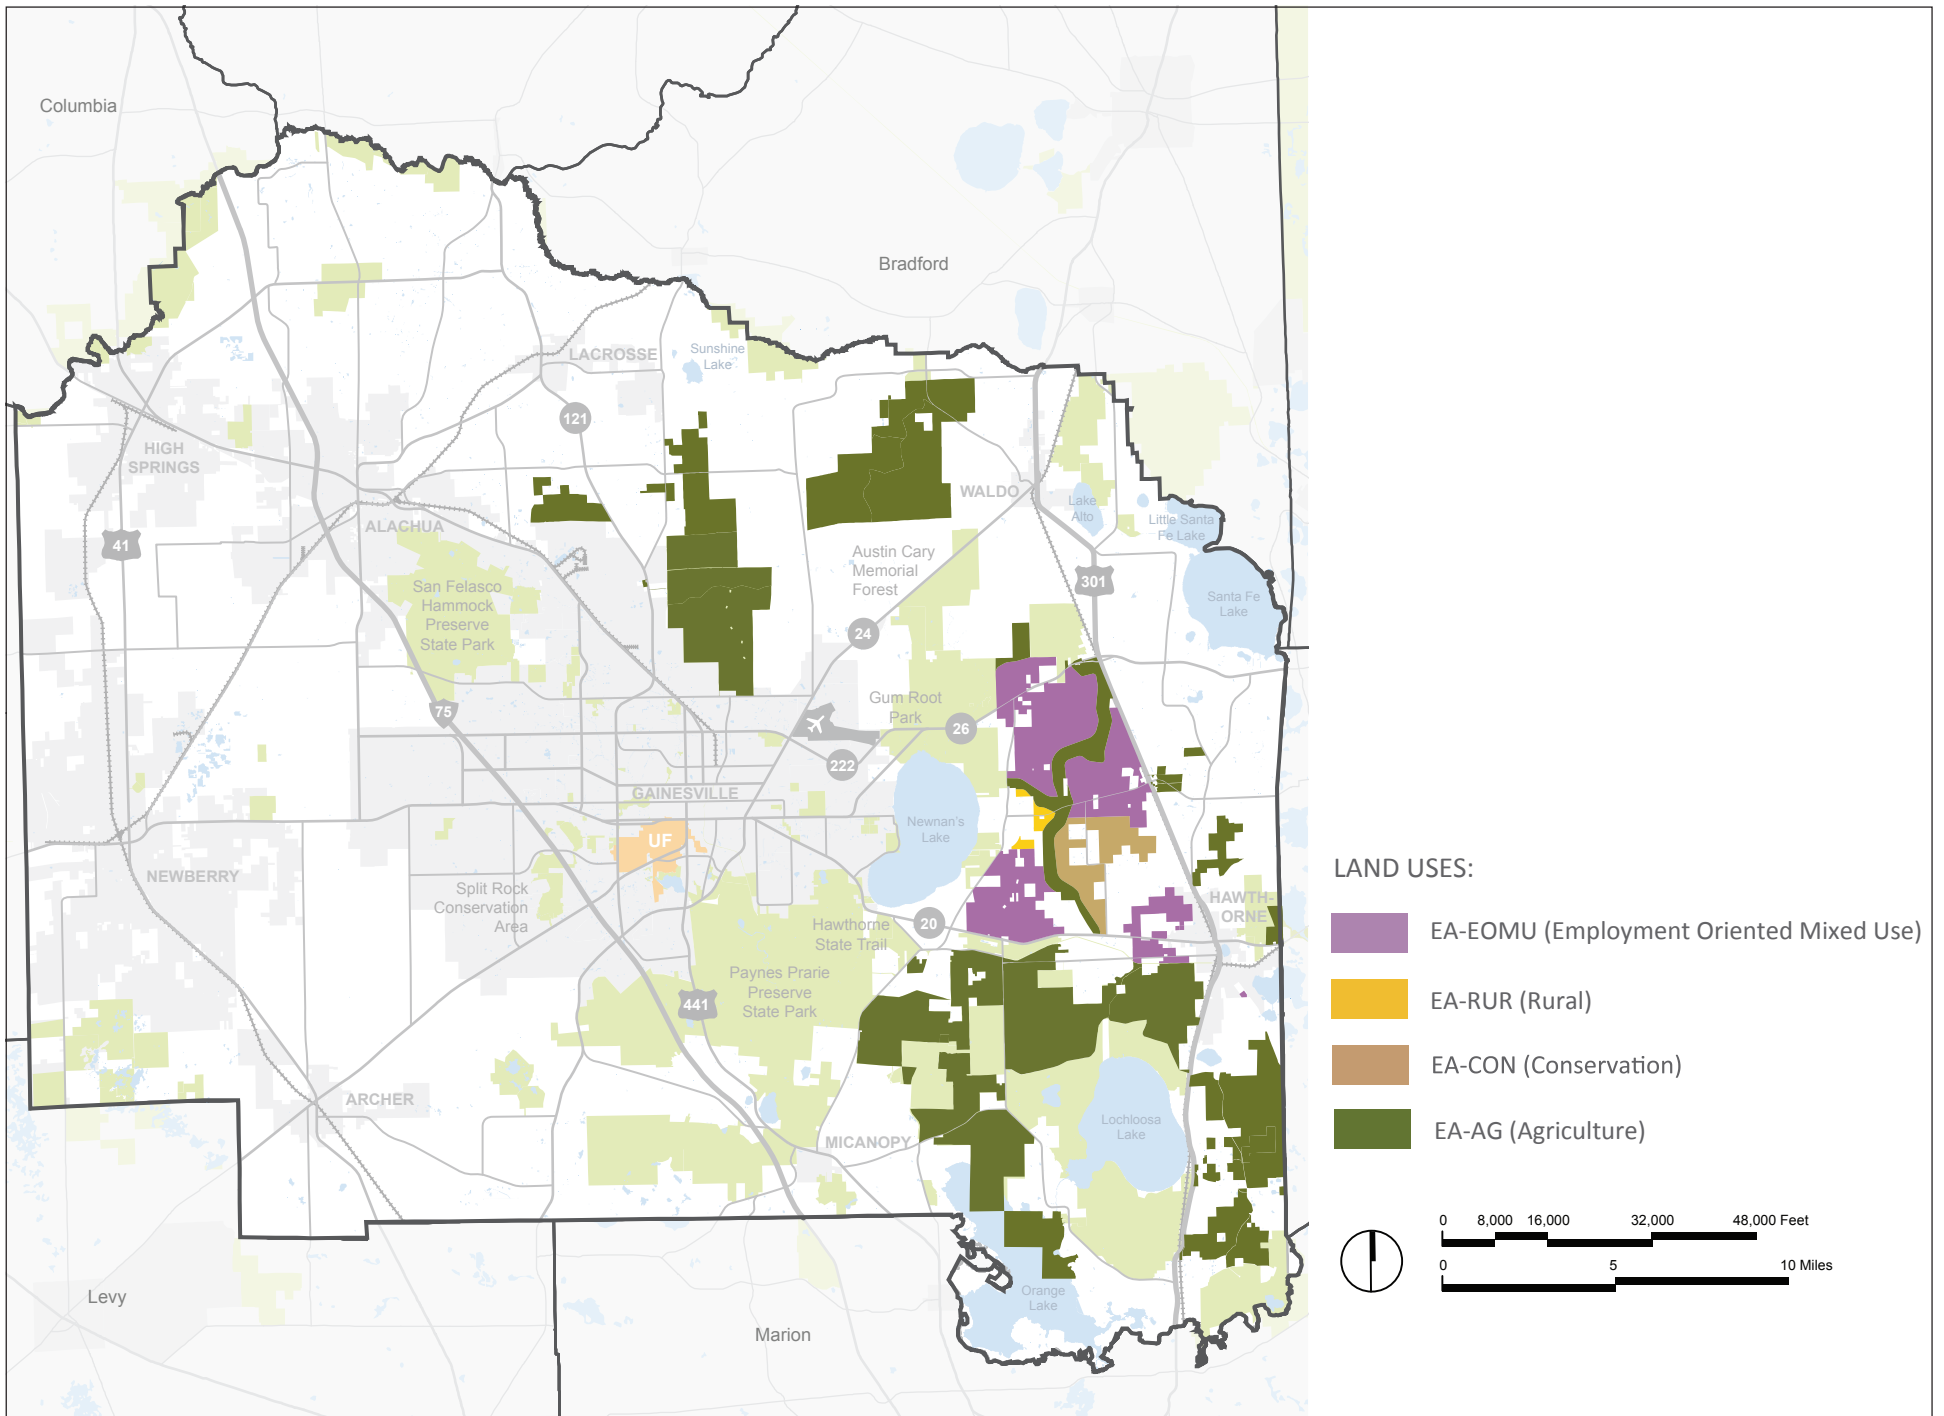 Columbia
Bradford
LACROSSE
Sunshine
Lake
121
HIGH
SPRINGS
WALDO
Lake
Alto
Little Santa
Fe Lake
ALACHUA
41
Austin Cary
Memorial
Forest
301
San Felasco
Hammock
Preserve
State Park
Santa Fe
Lake
24
Gum Root
Park
75
26
222
GAINESVILLE
Newnan's
Lake
UF
NEWBERRY
Split Rock
Conservation
Area
HAWTH-
ORNE
20
Hawthorne
State Trail
Paynes Prarie
Preserve
State Park
441
ARCHER
Lochloosa
Lake
MICANOPY
Orange
Lake
Levy
Marion
LAND USES:
EA-EOMU (Employment Oriented Mixed Use)
EA-RUR (Rural)
EA-CON (Conservation)
EA-AG (Agriculture)
0 8,000 16,000 32,000 48,000 Feet
0 5 10 Miles